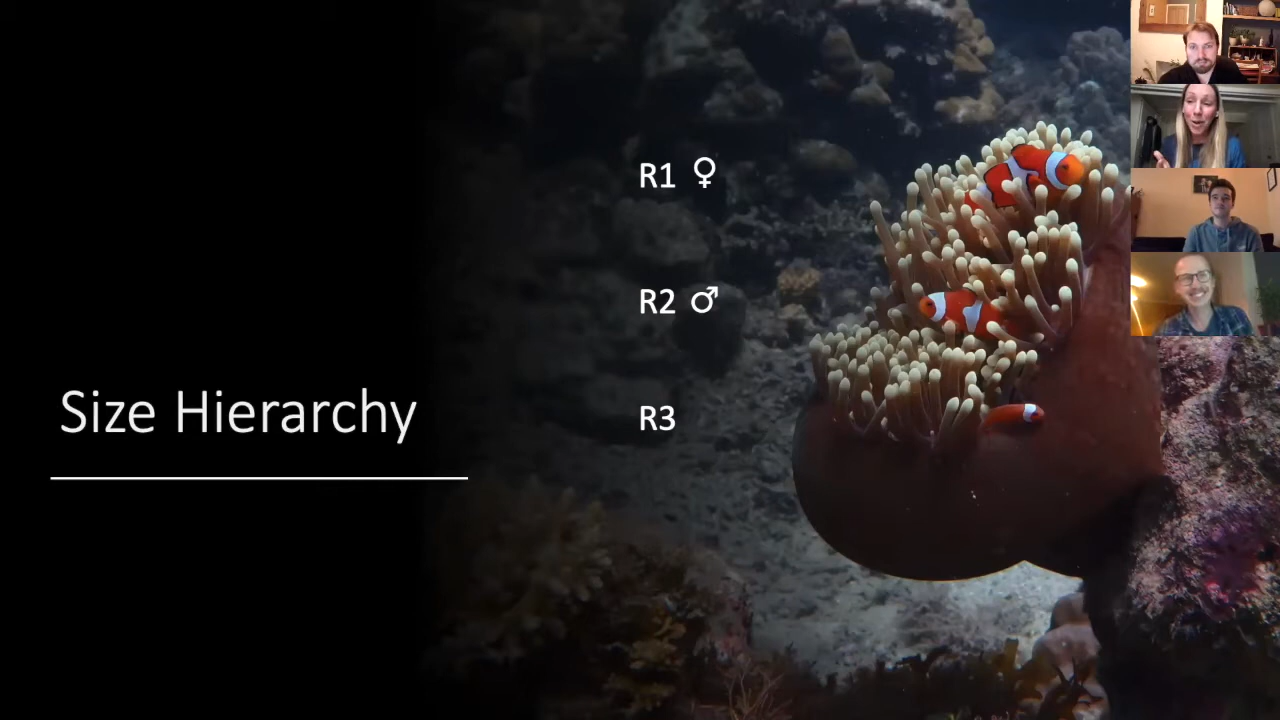 R1 ♀
R2 ♂
Size Hierarchy
R3